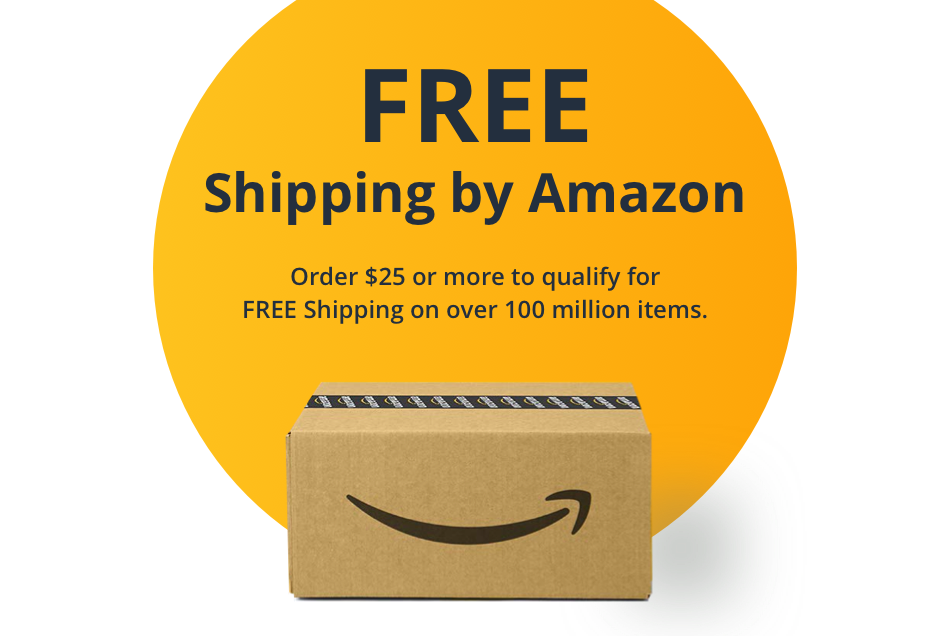 FREE
Shipping by Amazon
Order $25 or more to qualify for
FREE Shipping on over 100 million items.